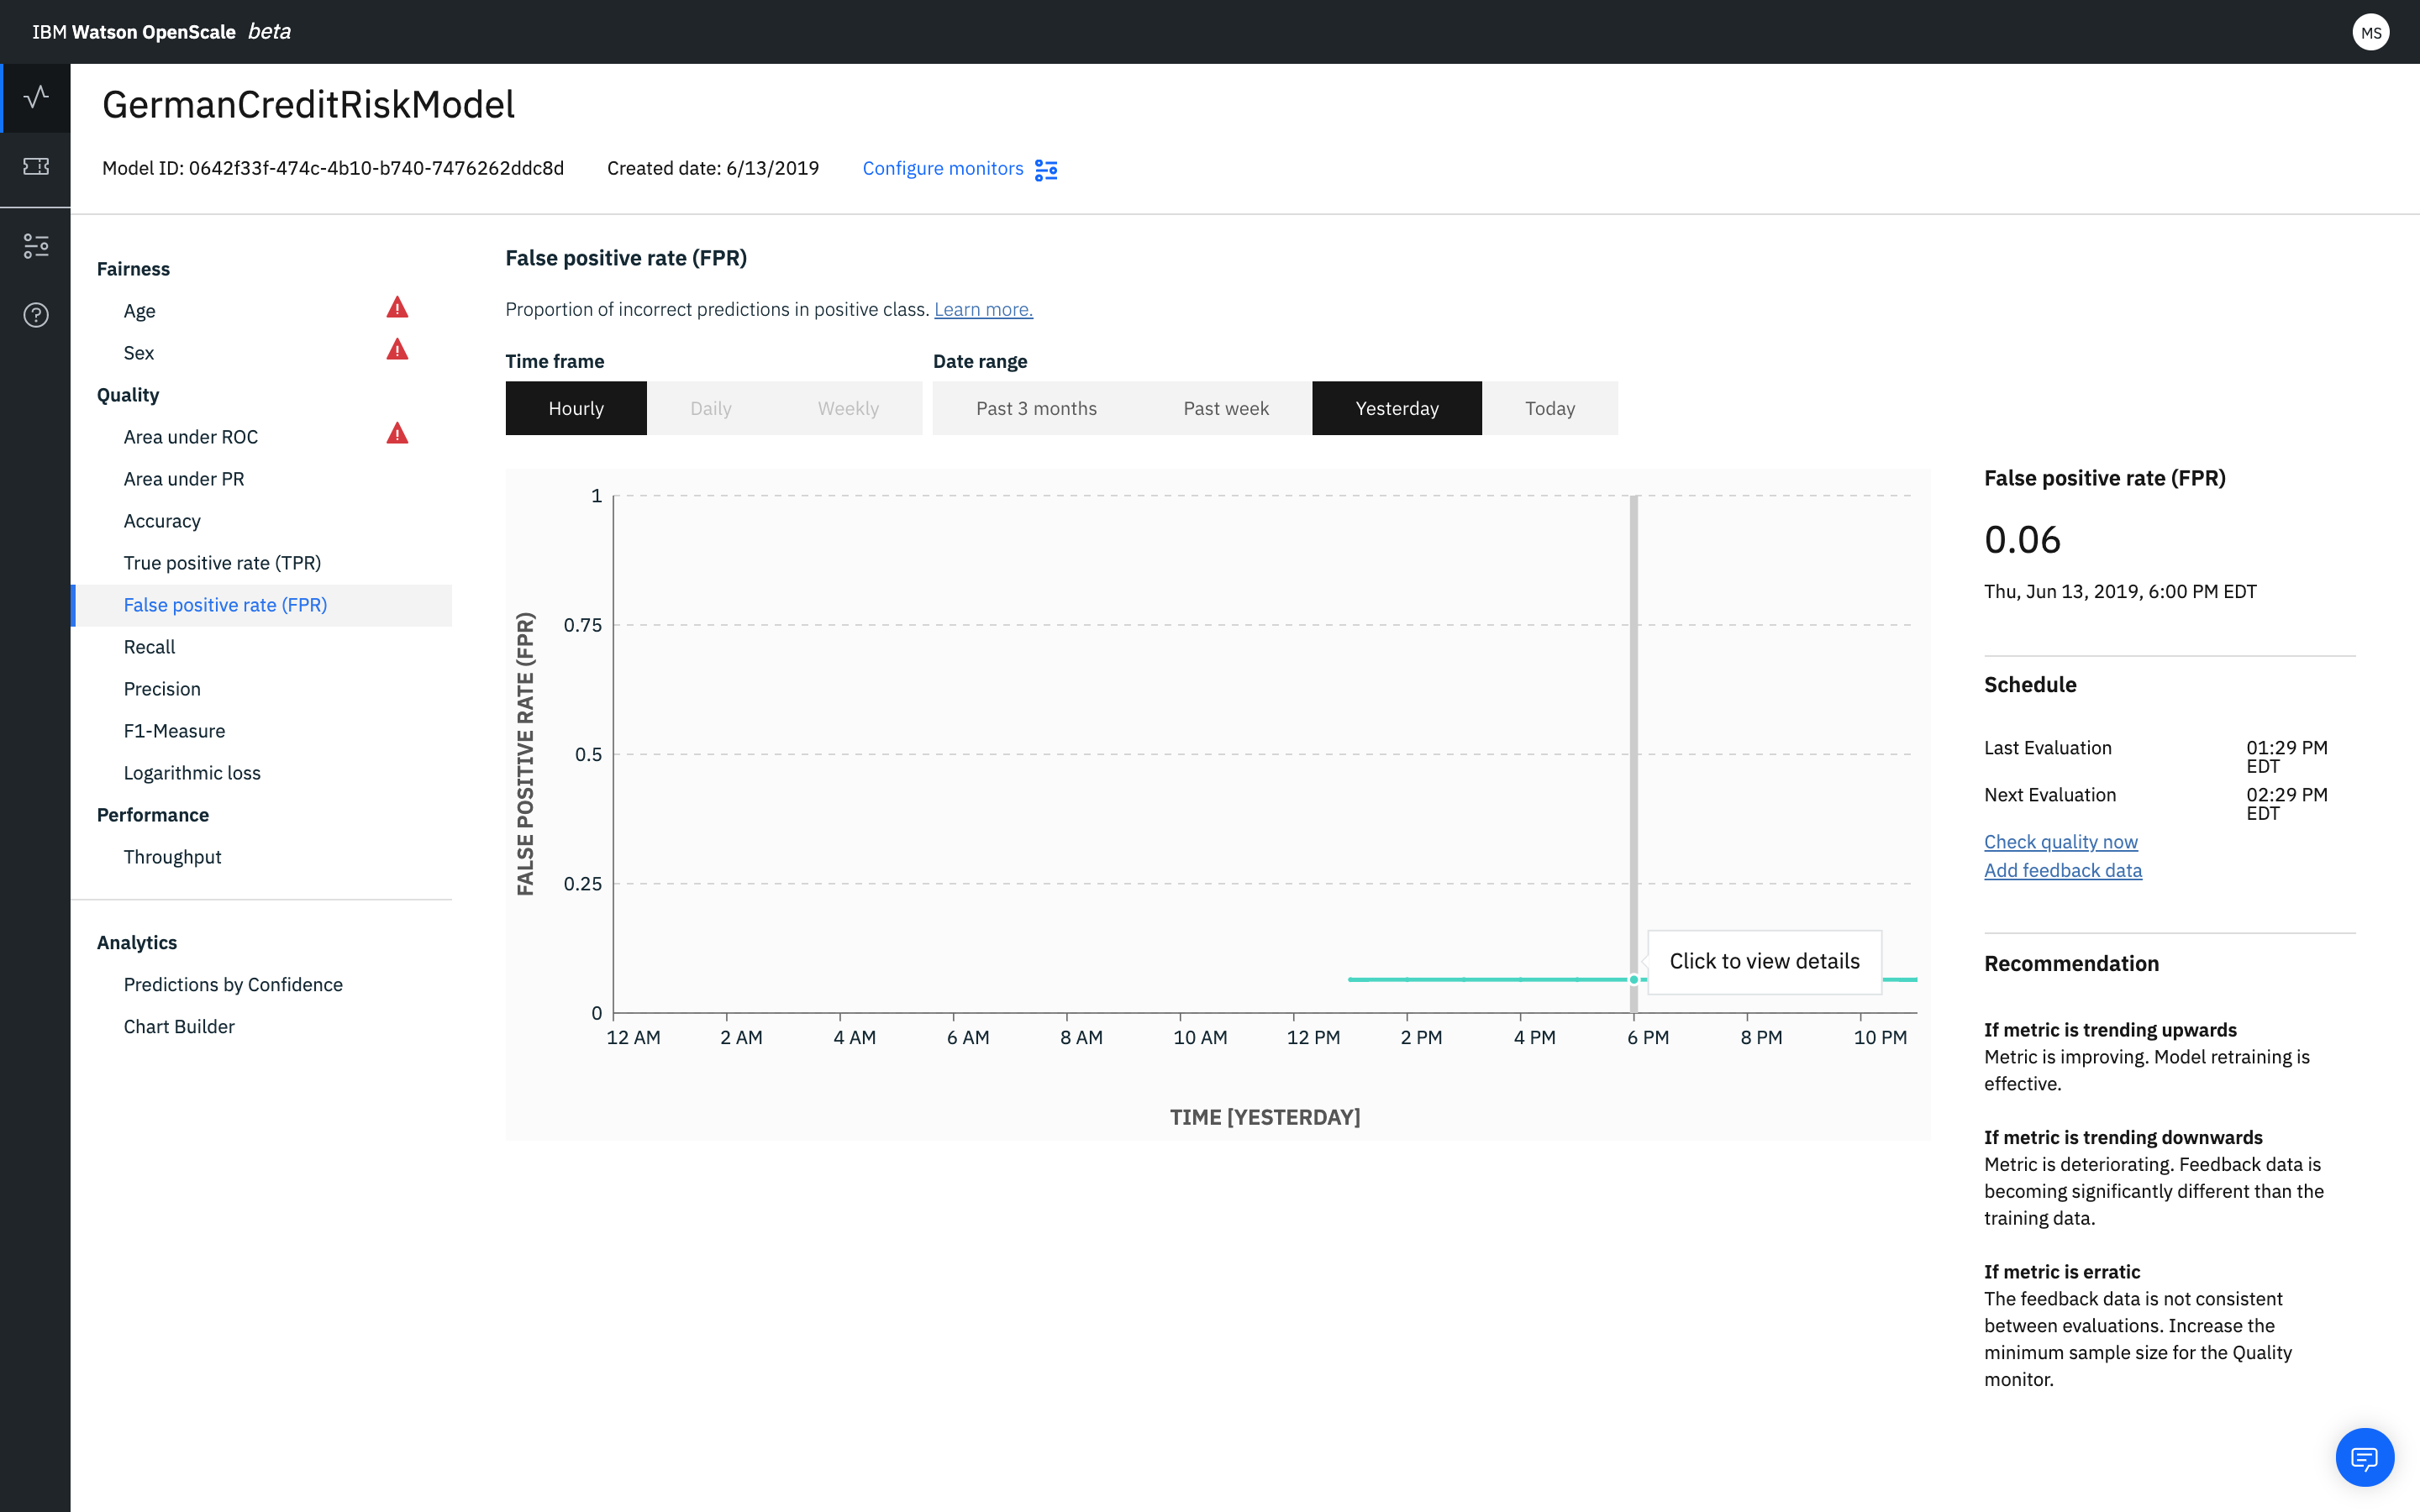 IBM Watson OpenScale beta
MS
GermanCreditRiskModel
Model ID: 0642f33f-474c-4b10-b740-7476262ddc8d Created date: 6/13/2019 Configure monitors
Fairness
Age
Sex
Quality
Area under ROC
Area under PR
Accuracy
True positive rate (TPR)
False positive rate (FPR)
Recall
Precision
F1-Measure
Logarithmic loss
Performance
Throughput
Analytics
Predictions by Confidence
Chart Builder
False positive rate (FPR)
Proportion of incorrect predictions in positive class. Learn more.
Time frame Date range
Hourly Daily Weekly Past 3 months Past week Yesterday Today
FALSE POSITIVE RATE (FPR)
1
0.75
0.5
0.25
0
Click to view details
12 AM 2 AM 4 AM 6 AM 8 AM 10 AM 12 PM 2 PM 4 PM 6 PM 8 PM 10 PM
TIME [YESTERDAY]
False positive rate (FPR)
0.06
Thu, Jun 13, 2019, 6:00 PM EDT
Schedule
Last Evaluation 01:29 PM
EDT
Next Evaluation 02:29 PM
EDT
Check quality now
Add feedback data
Recommendation
If metric is trending upwards
Metric is improving. Model retraining is
effective.
If metric is trending downwards
Metric is deteriorating. Feedback data is
becoming significantly different than the
training data.
If metric is erratic
The feedback data is not consistent
between evaluations. Increase the
minimum sample size for the Quality
monitor.